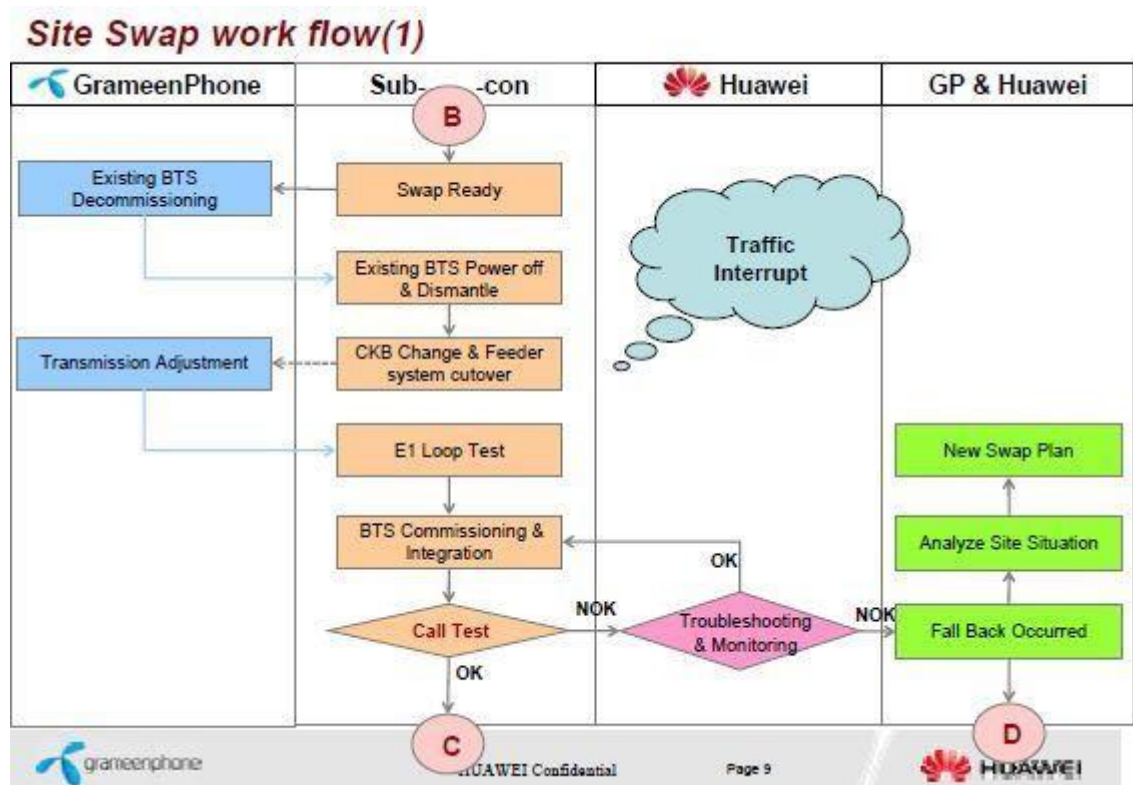 Site Swap work flow(1)
GrameenPhone
Sub- -con
Huawei
GP & Huawei
B
Existing BTS
Decommissioning
Swap Ready
Traffic
Interrupt
Existing BTS Power off
& Dismantle
Transmission Adjustment
CKB Change & Feeder
system cutover
E1 Loop Test
New Swap Plan
BTS Commissioning &
Integration
OK
Analyze Site Situation
Call Test
NOK
Troubleshooting
& Monitoring
NOK
Fall Back Occurred
OK
C
D
grameenphone
HUAWEI Confidential
Page 9
HUAWEI